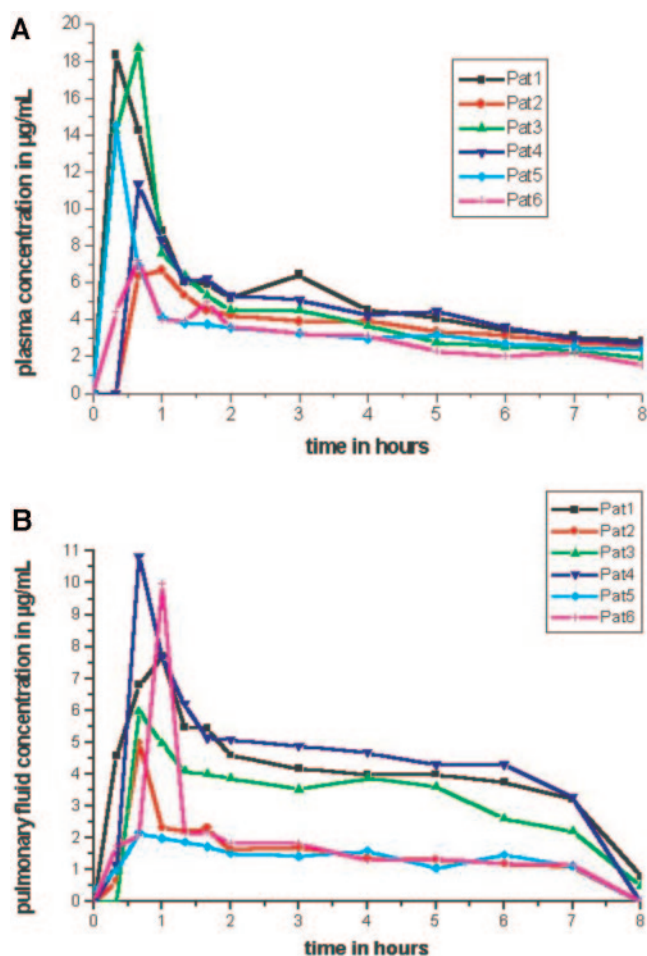 A
plasma concentration in µg/mL
20
18
16
14
12
10
8
6
4
2
0
Pat1
Pat2
Pat3
Pat4
Pat5
Pat6
0 1 2 3 4 5 6 7 8
time in hours
B
pulmonary fluid concentration in µg/mL
11
10
9
8
7
6
5
4
3
2
1
0
Pat1
Pat2
Pat3
Pat4
Pat5
Pat6
0 1 2 3 4 5 6 7 8
time in hours